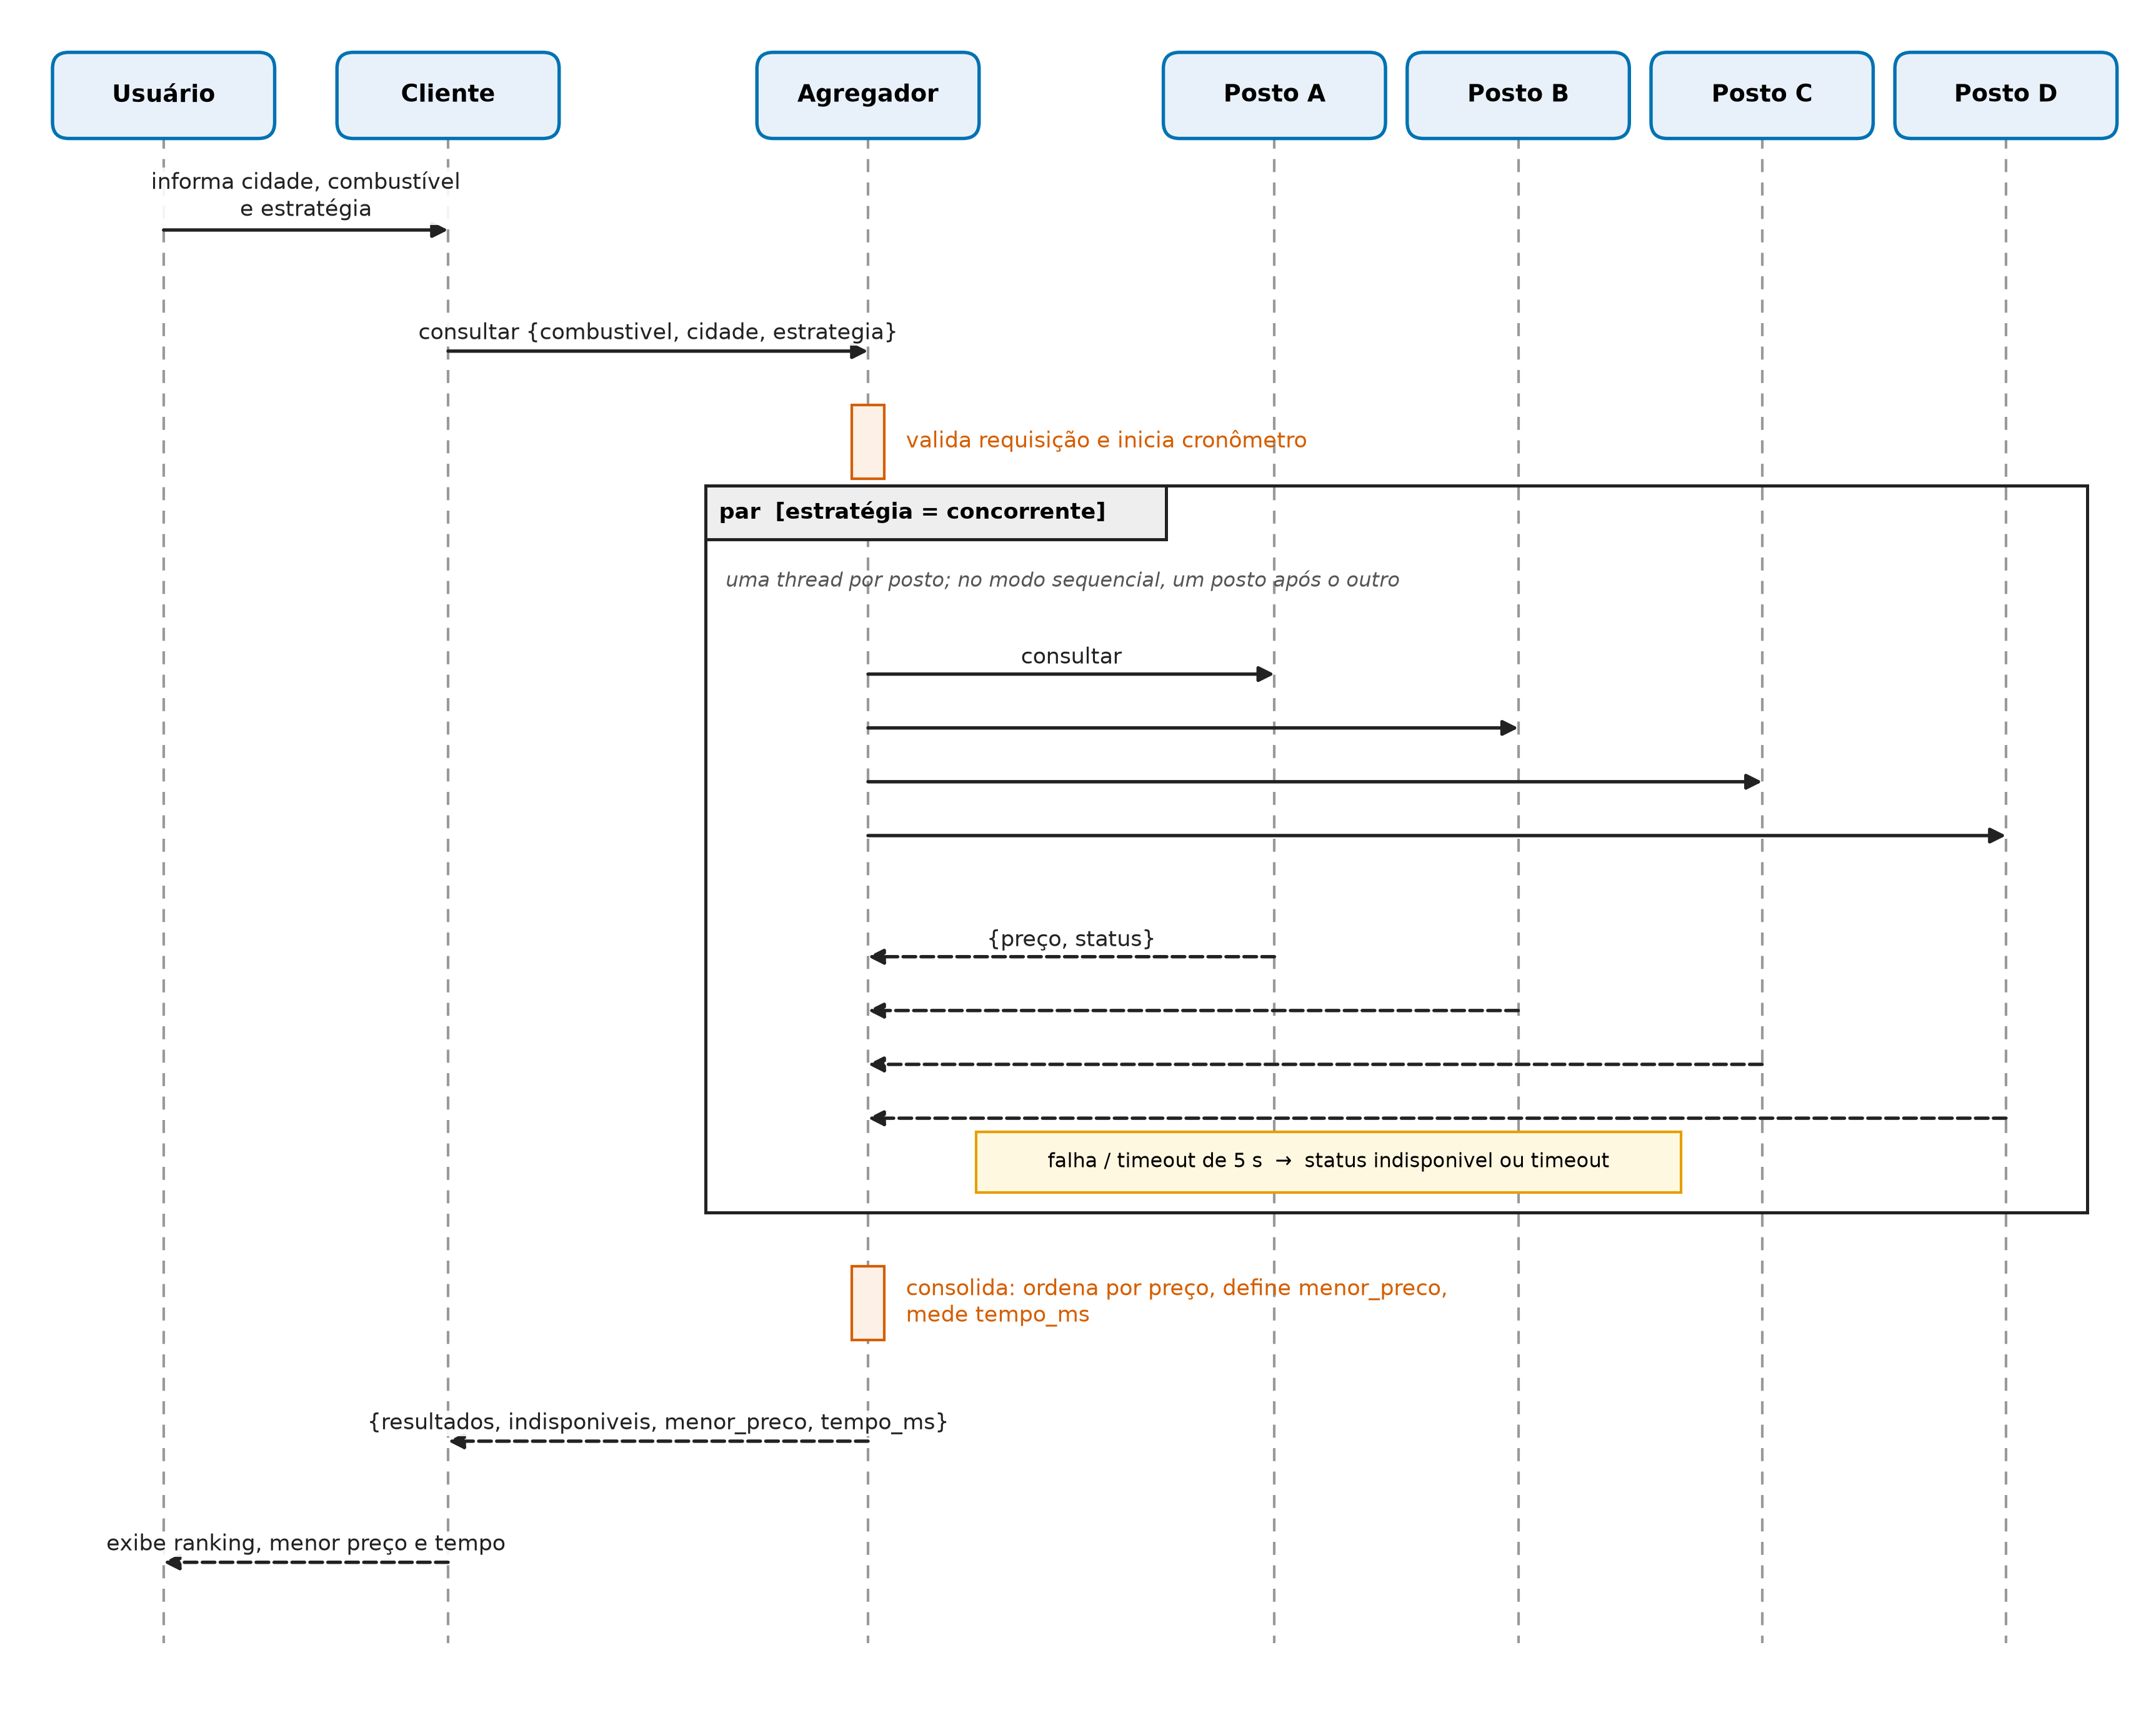 Usuário
Cliente
Agregador
Posto A
Posto B
Posto C
Posto D
informa cidade, combustível
e estratégia
consultar {combustivel, cidade, estrategia}
valida requisição e inicia cronômetro
par [estratégia = concorrente]
uma thread por posto; no modo sequencial, um posto após o outro
consultar
{preço, status}
falha / timeout de 5 s → status indisponivel ou timeout
consolida: ordena por preço, define menor_preco,
mede tempo_ms
{resultados, indisponiveis, menor_preco, tempo_ms}
exibe ranking, menor preço e tempo